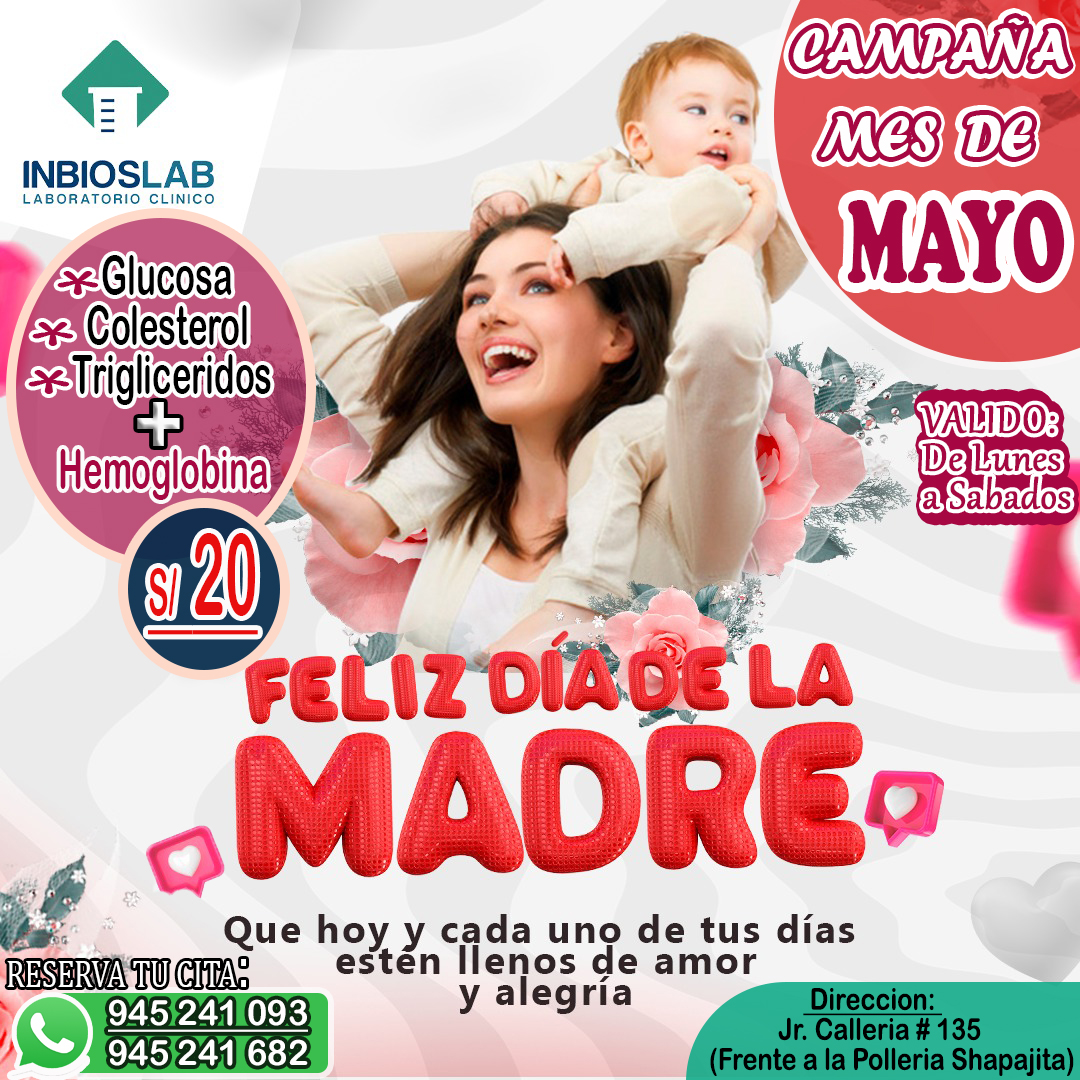 INBIOSLAB
LABORATORIO CLINICO
CAMPAÑA
MES DE
MAYO
Glucosa
Colesterol
Trigliceridos
+
Hemoglobina
S/ 20
VALIDO:
De Lunes
a Sabados
FELIZ DÍA DE LA
MADRE
Que hoy y cada uno de tus días
estén llenos de amor
y alegría
RESERVA TU CITA:
945 241 093
945 241 682
Direccion:
Jr. Calleria # 135
(Frente a la Polleria Shapajita)